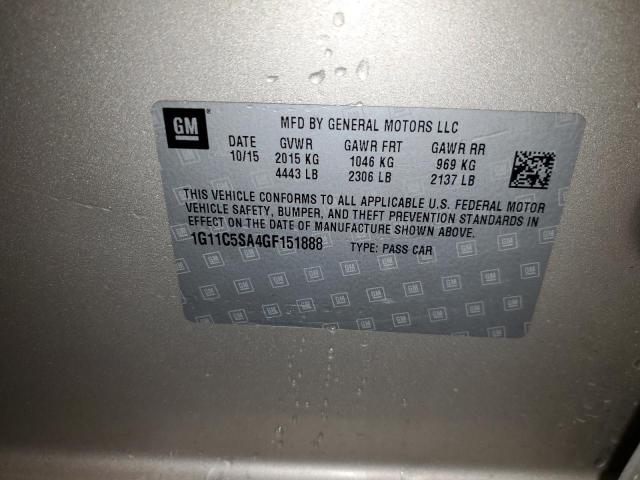 GM
MFD BY GENERAL MOTORS LLC
DATE GVWR GAWR FRT GAWR RR
10/15 2015 KG 1046 KG 969 KG
4443 LB 2306 LB 2137 LB
THIS VEHICLE CONFORMS TO ALL APPLICABLE U.S. FEDERAL MOTOR
VEHICLE SAFETY, BUMPER, AND THEFT PREVENTION STANDARDS IN
EFFECT ON THE DATE OF MANUFACTURE SHOWN ABOVE.
1G11C5SA4GF151888 TYPE: PASS CAR